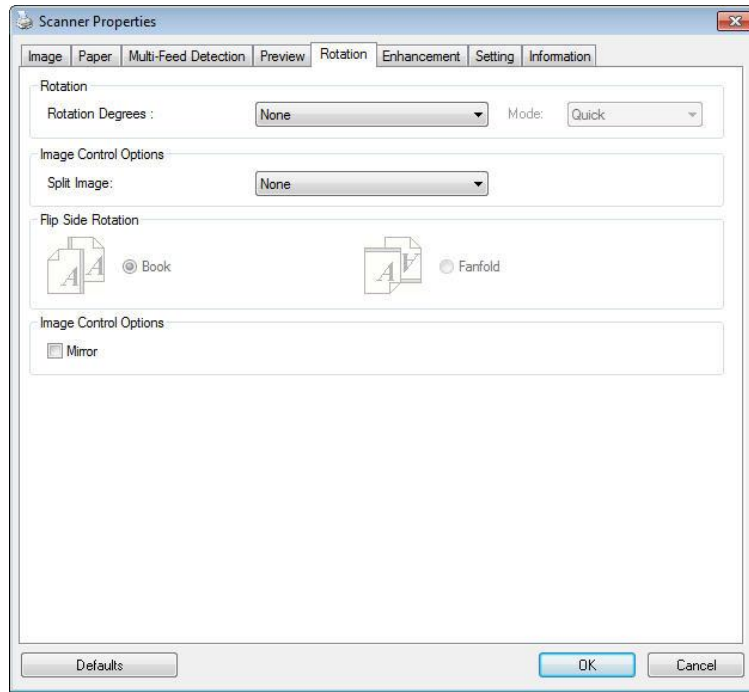 Scanner Properties
Image Paper Multi-Feed Detection Preview Rotation Enhancement Setting Information
Rotation
Rotation Degrees : None Mode: Quick
Image Control Options
Split Image: None
Flip Side Rotation
A A Book A A Fanfold
Image Control Options
Mirror
Defaults OK Cancel